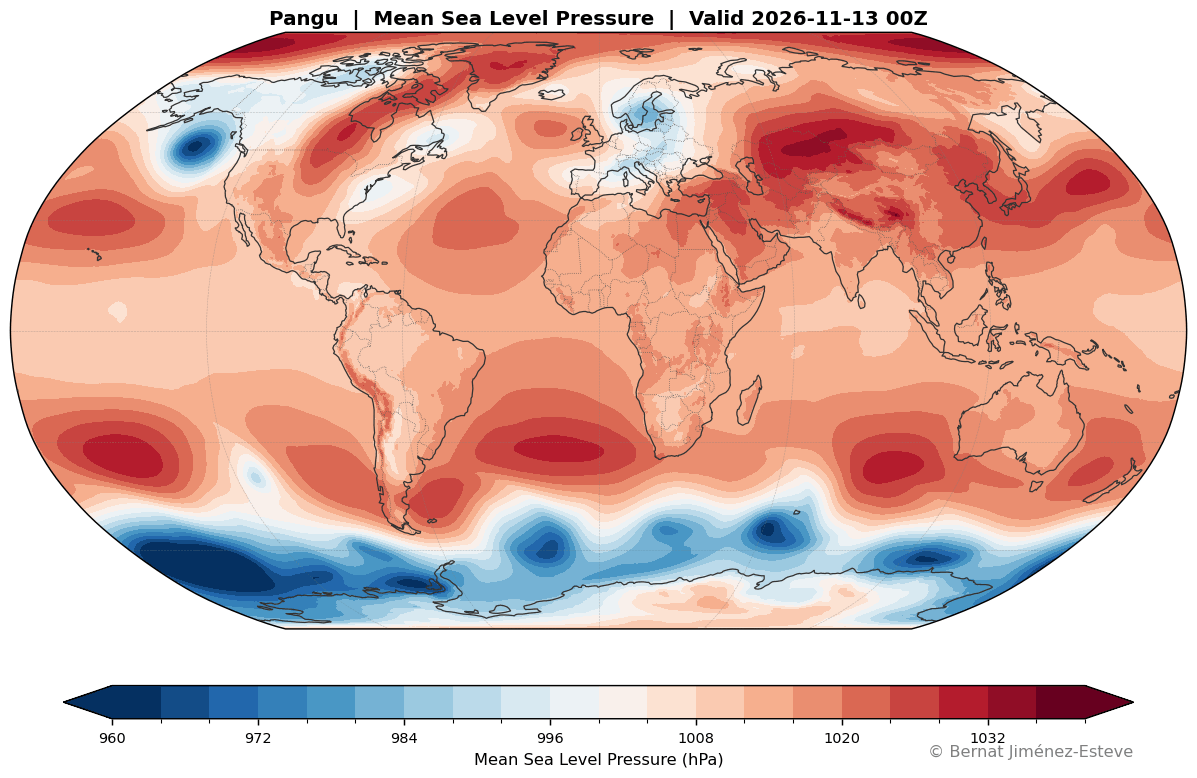 Pangu  |  Mean Sea Level Pressure  |  Valid 2026-11-13 00Z
960 972 984 996 1008 1020 1032
Mean Sea Level Pressure (hPa)
© Bernat Jiménez-Esteve